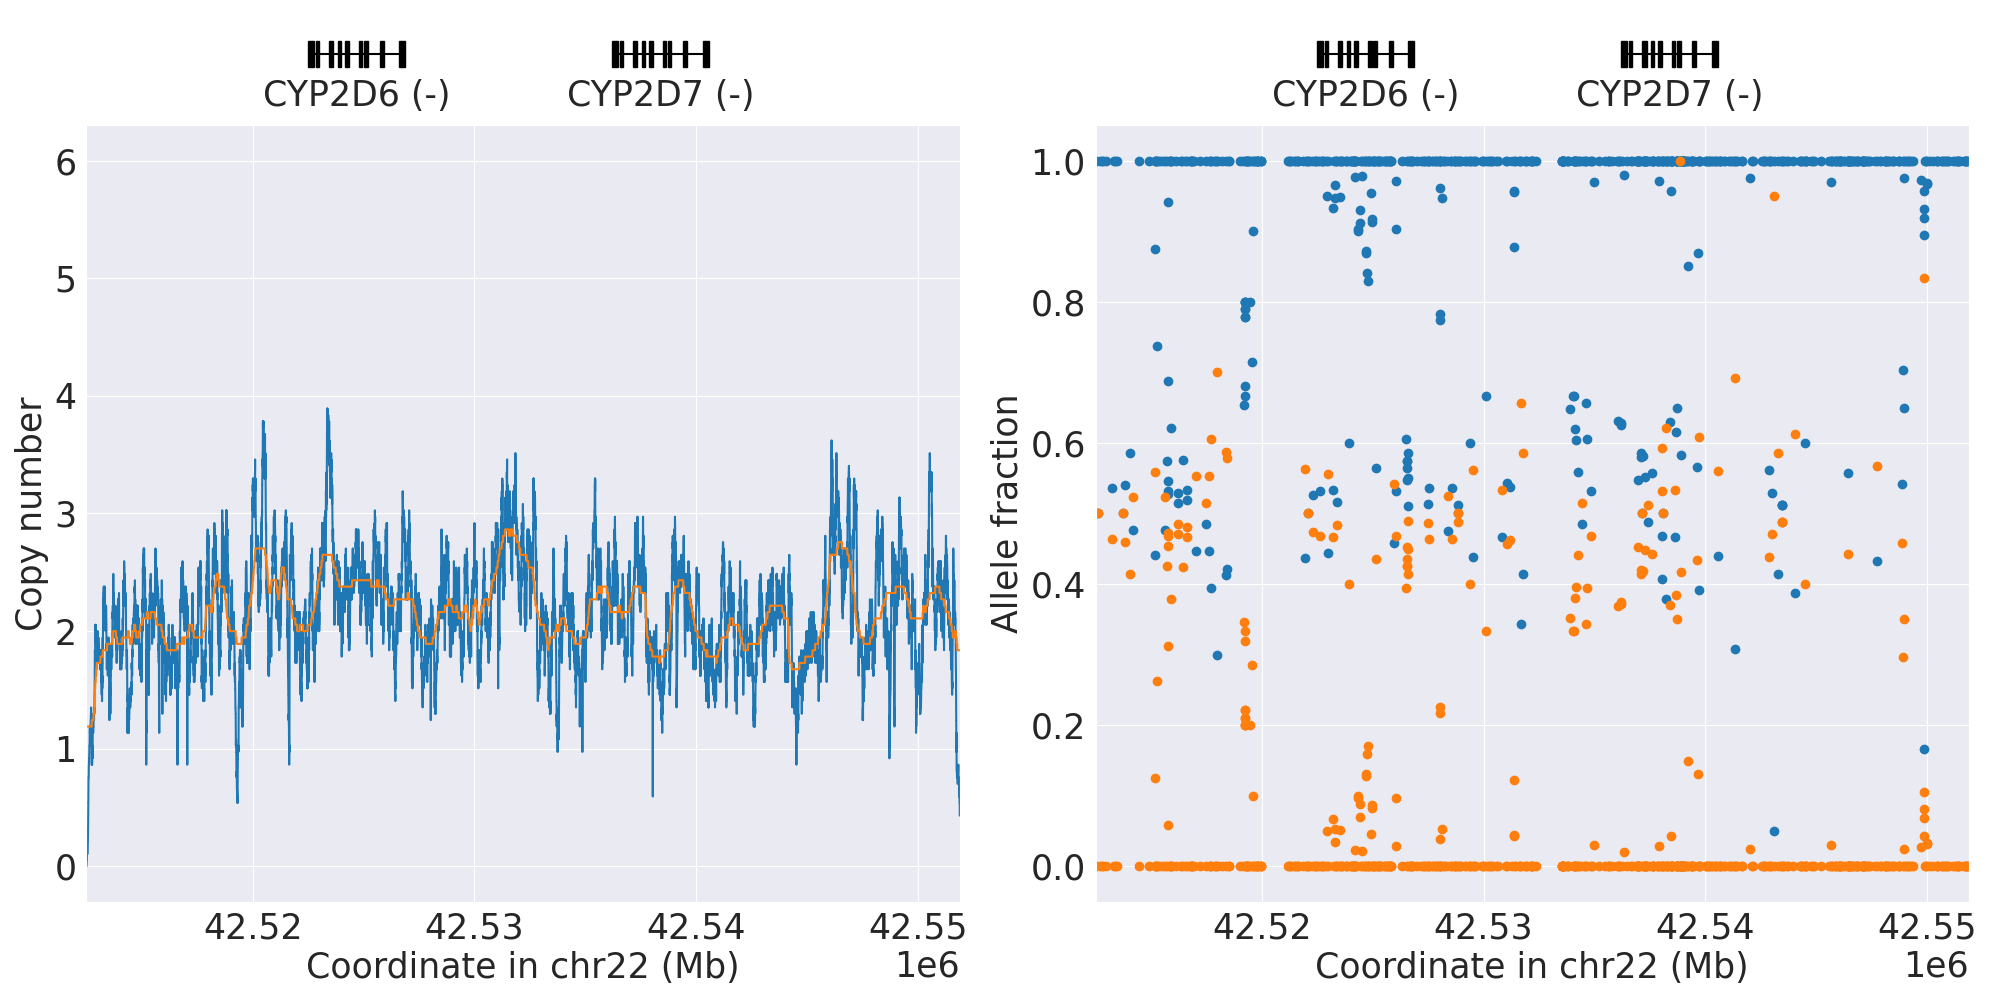 CYP2D6 (-) CYP2D7 (-)
Copy number
6
5
4
3
2
1
0
42.52 42.53 42.54 42.55
Coordinate in chr22 (Mb) 1e6
CYP2D6 (-) CYP2D7 (-)
Allele fraction
1.0
0.8
0.6
0.4
0.2
0.0
42.52 42.53 42.54 42.55
Coordinate in chr22 (Mb) 1e6